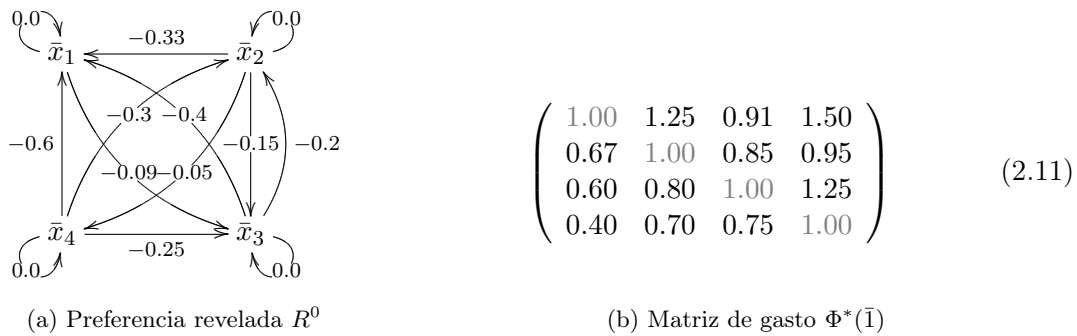 0.0 0.0
x̄₁ −0.33 x̄₂
−0.3 −0.4
−0.6 −0.15 −0.2
−0.09 −0.05
x̄₄ −0.25 x̄₃
0.0 0.0
(a) Preferencia revelada R⁰
1.00 1.25 0.91 1.50
0.67 1.00 0.85 0.95
0.60 0.80 1.00 1.25
0.40 0.70 0.75 1.00
(2.11)
(b) Matriz de gasto Φ*(1̄)